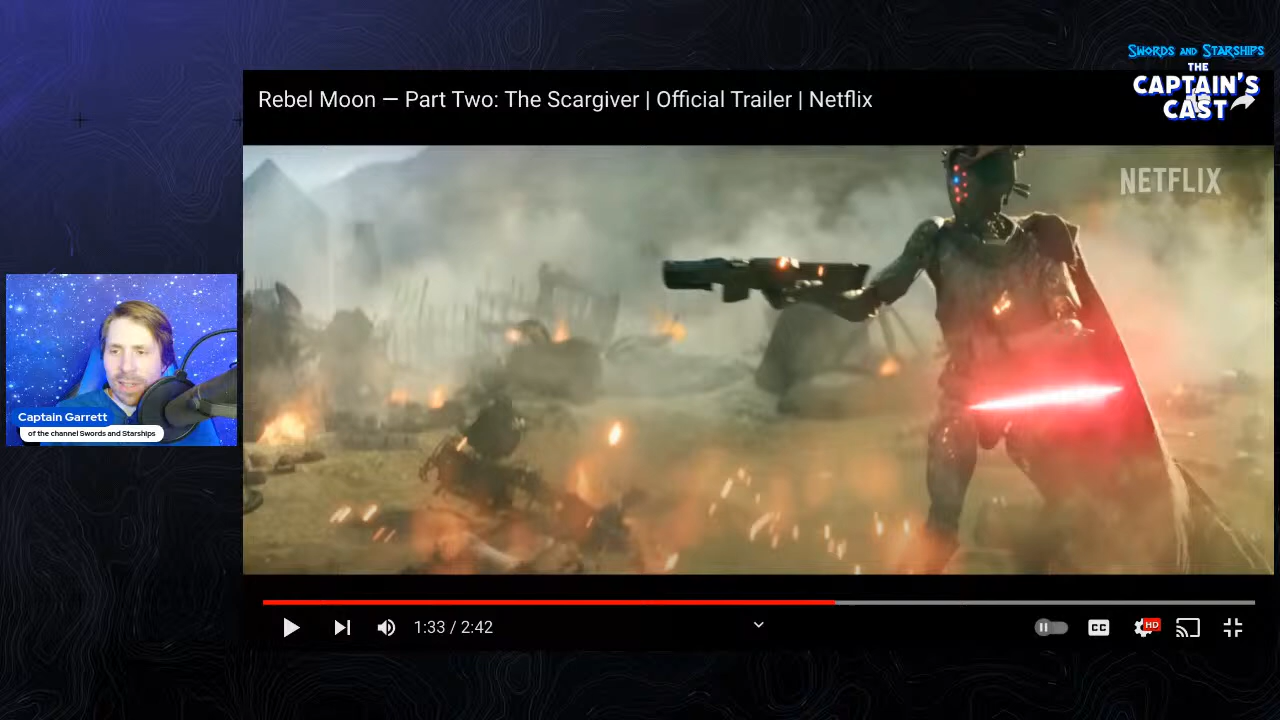 Swords and Starships
THE
CAPTAIN'S
CAST
Rebel Moon — Part Two: The Scargiver | Official Trailer | Netflix
NETFLIX
Captain Garrett
of the channel Swords and Starships
1:33 / 2:42
CC
HD